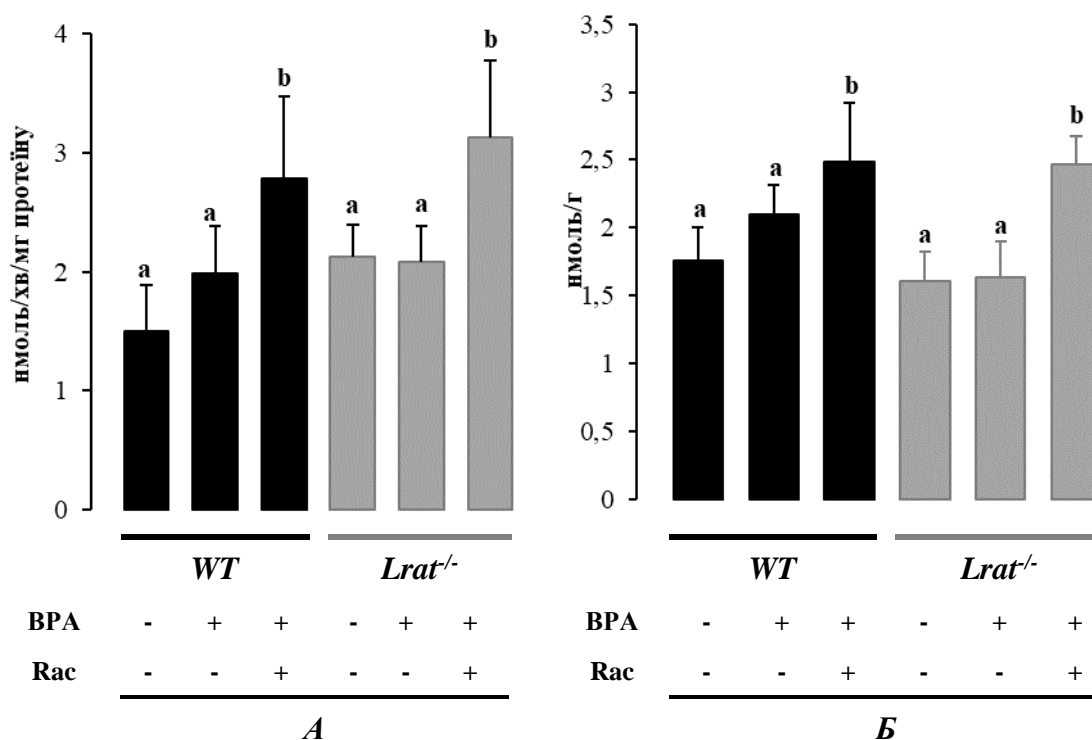 нмоль/хв/мг протеїну
4
3
2
1
0
a
a
b
a
a
b
WT
Lrat-/-
BPA - + + - + +
Rac - - + - - +
А
нмоль/г
3,5
3
2,5
2
1,5
1
0,5
0
a
a
b
a
a
b
WT
Lrat-/-
BPA - + + - + +
Rac - - + - - +
Б